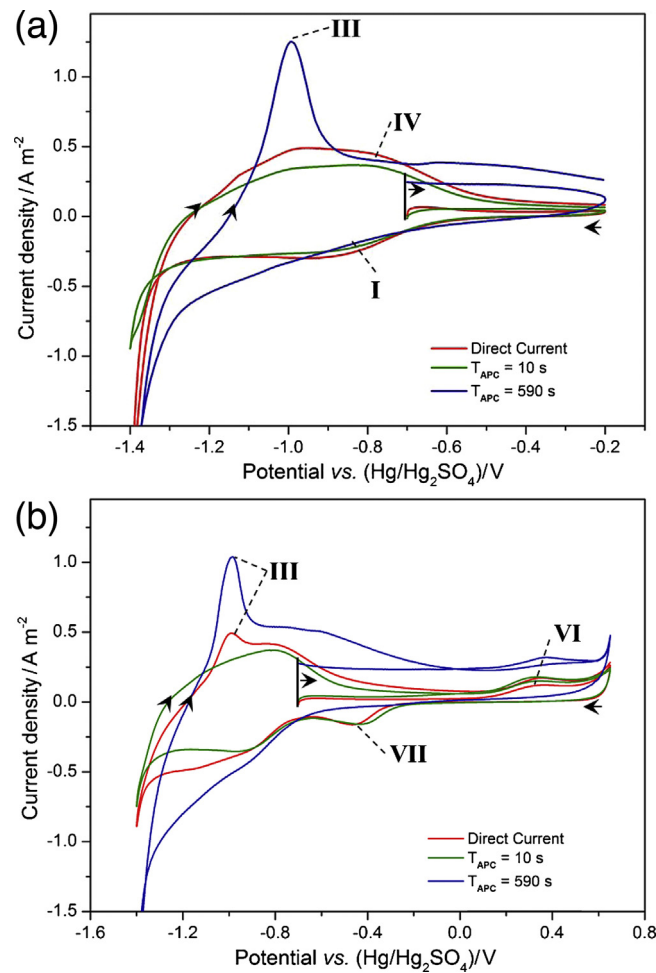 (a)
III
IV
I
1.0
0.5
0.0
-0.5
-1.0
-1.5
Current density / A m-2
Direct Current
TAPC = 10 s
TAPC = 590 s
-1.4 -1.2 -1.0 -0.8 -0.6 -0.4 -0.2
Potential vs. (Hg/Hg2SO4)/V
(b)
III
VI
VII
1.0
0.5
0.0
-0.5
-1.0
-1.5
Current density / A m-2
Direct Current
TAPC = 10 s
TAPC = 590 s
-1.6 -1.2 -0.8 -0.4 0.0 0.4 0.8
Potential vs. (Hg/Hg2SO4)/V